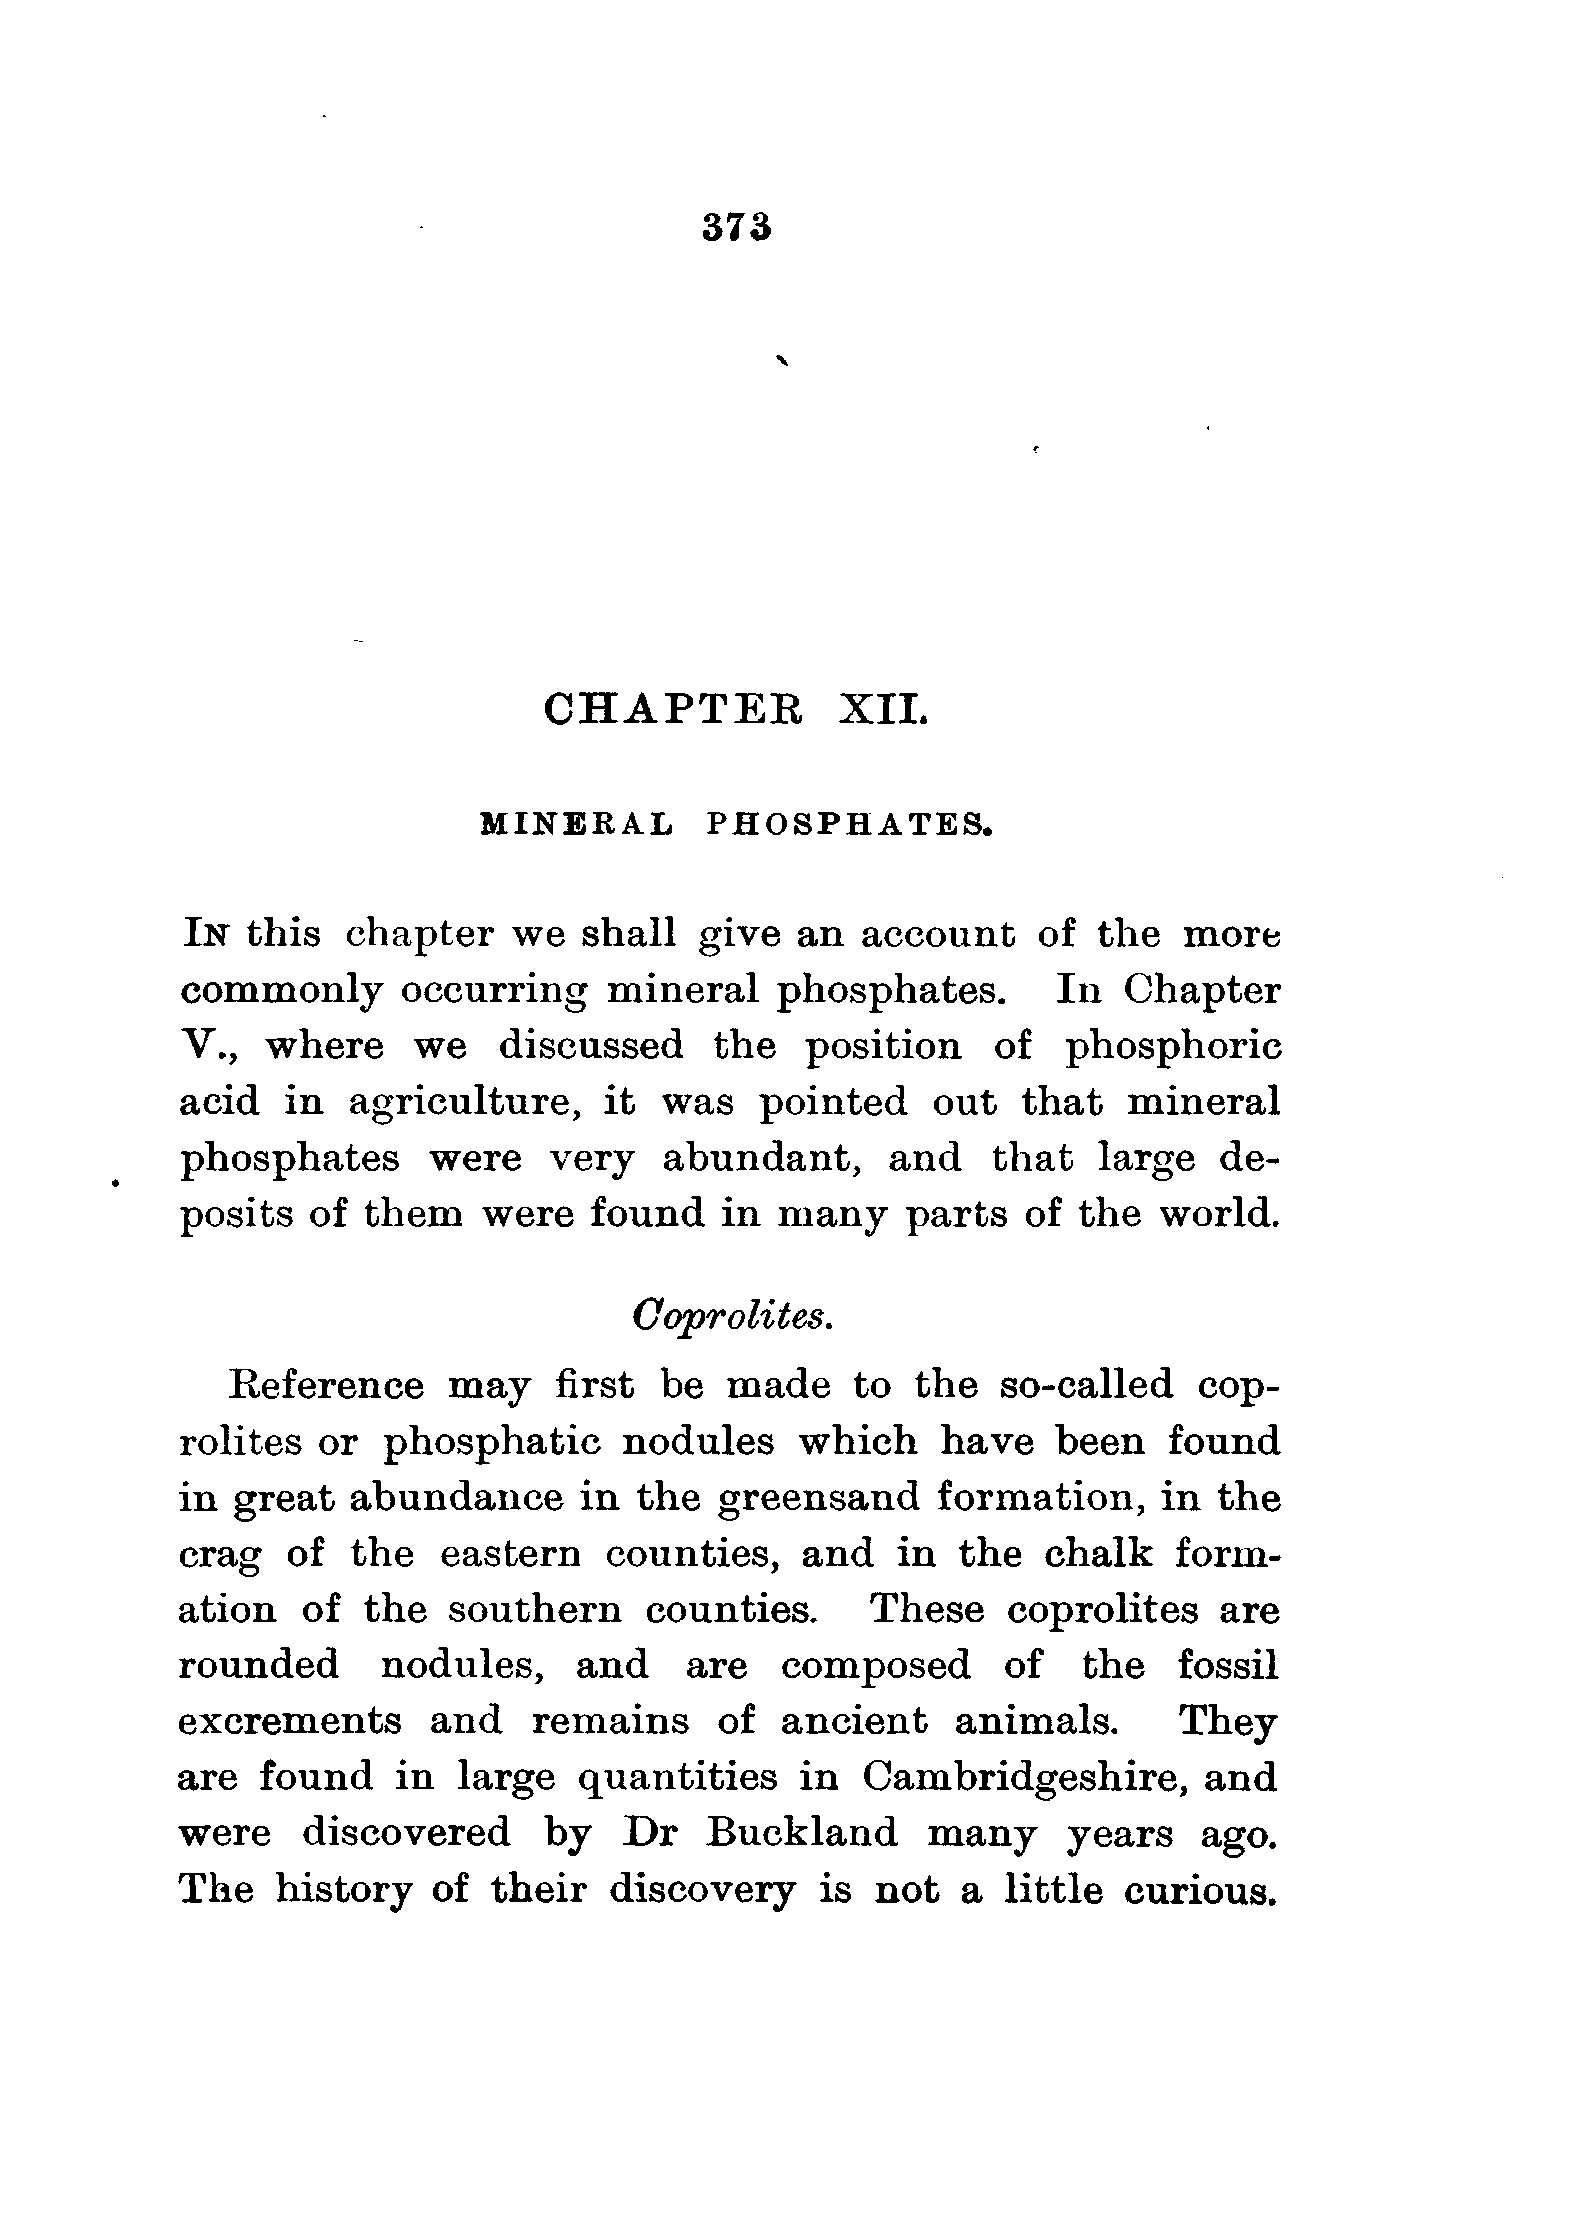 373
CHAPTER XII.
MINERAL PHOSPHATES.
IN this chapter we shall give an account of the more
commonly occurring mineral phosphates. In Chapter
V., where we discussed the position of phosphoric
acid in agriculture, it was pointed out that mineral
phosphates were very abundant, and that large de-
posits of them were found in many parts of the world.
Coprolites.
Reference may first be made to the so-called cop-
rolites or phosphatic nodules which have been found
in great abundance in the greensand formation, in the
crag of the eastern counties, and in the chalk form-
ation of the southern counties. These coprolites are
rounded nodules, and are composed of the fossil
excrements and remains of ancient animals. They
are found in large quantities in Cambridgeshire, and
were discovered by Dr Buckland many years ago.
The history of their discovery is not a little curious.